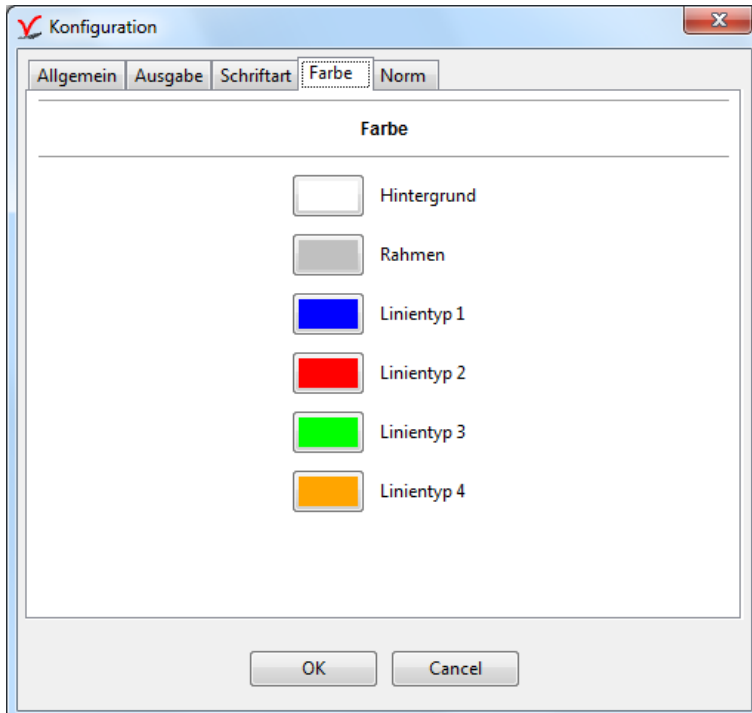 Konfiguration
Allgemein Ausgabe Schriftart Farbe Norm
Farbe
Hintergrund
Rahmen
Linientyp 1
Linientyp 2
Linientyp 3
Linientyp 4
OK Cancel